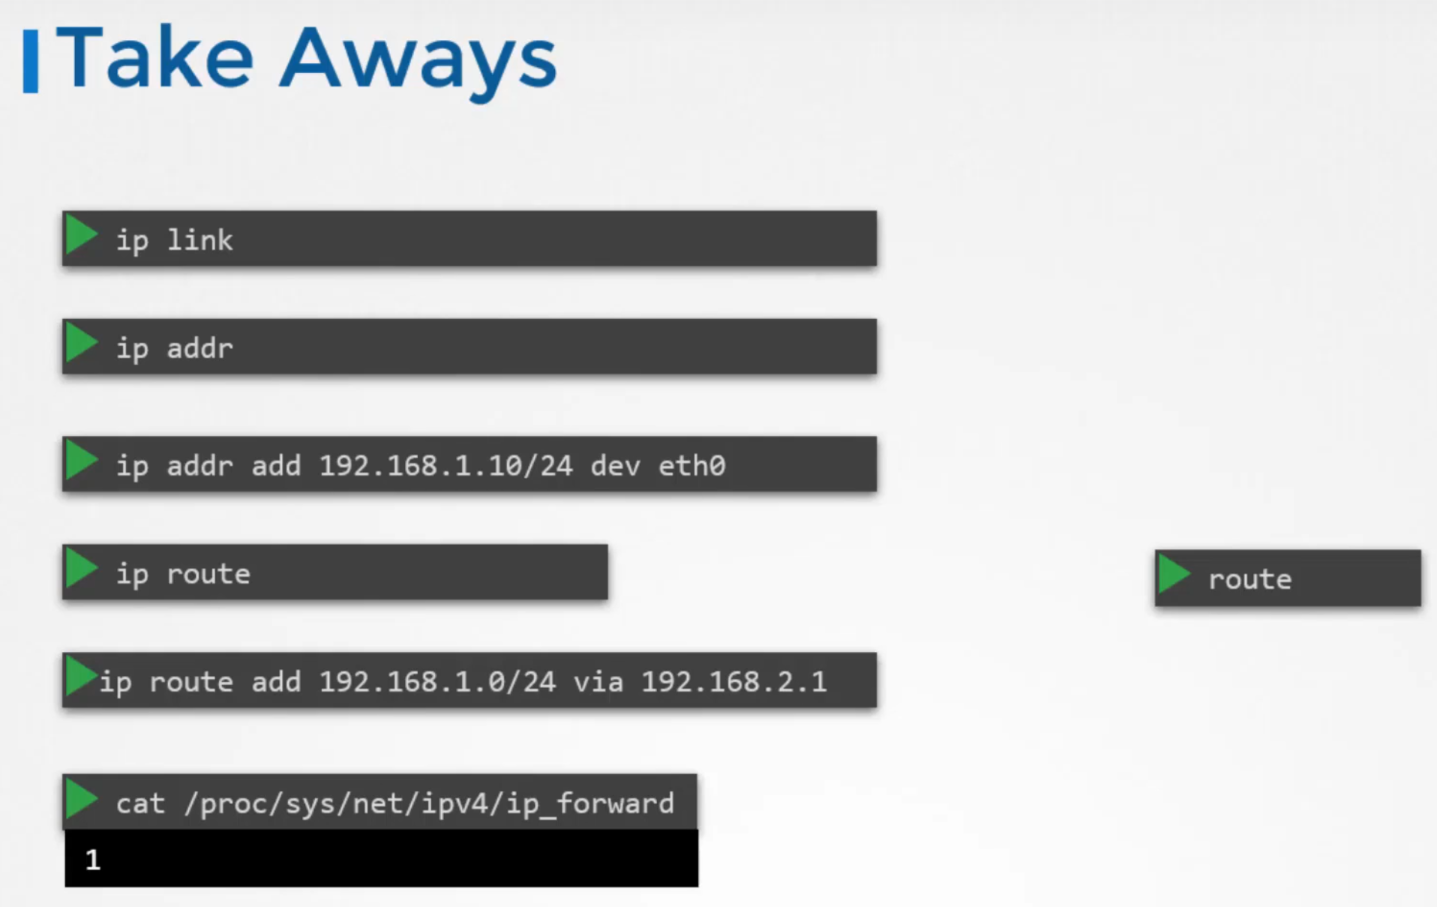 Take Aways
ip link
ip addr
ip addr add 192.168.1.10/24 dev eth0
ip route
route
ip route add 192.168.1.0/24 via 192.168.2.1
cat /proc/sys/net/ipv4/ip_forward
1